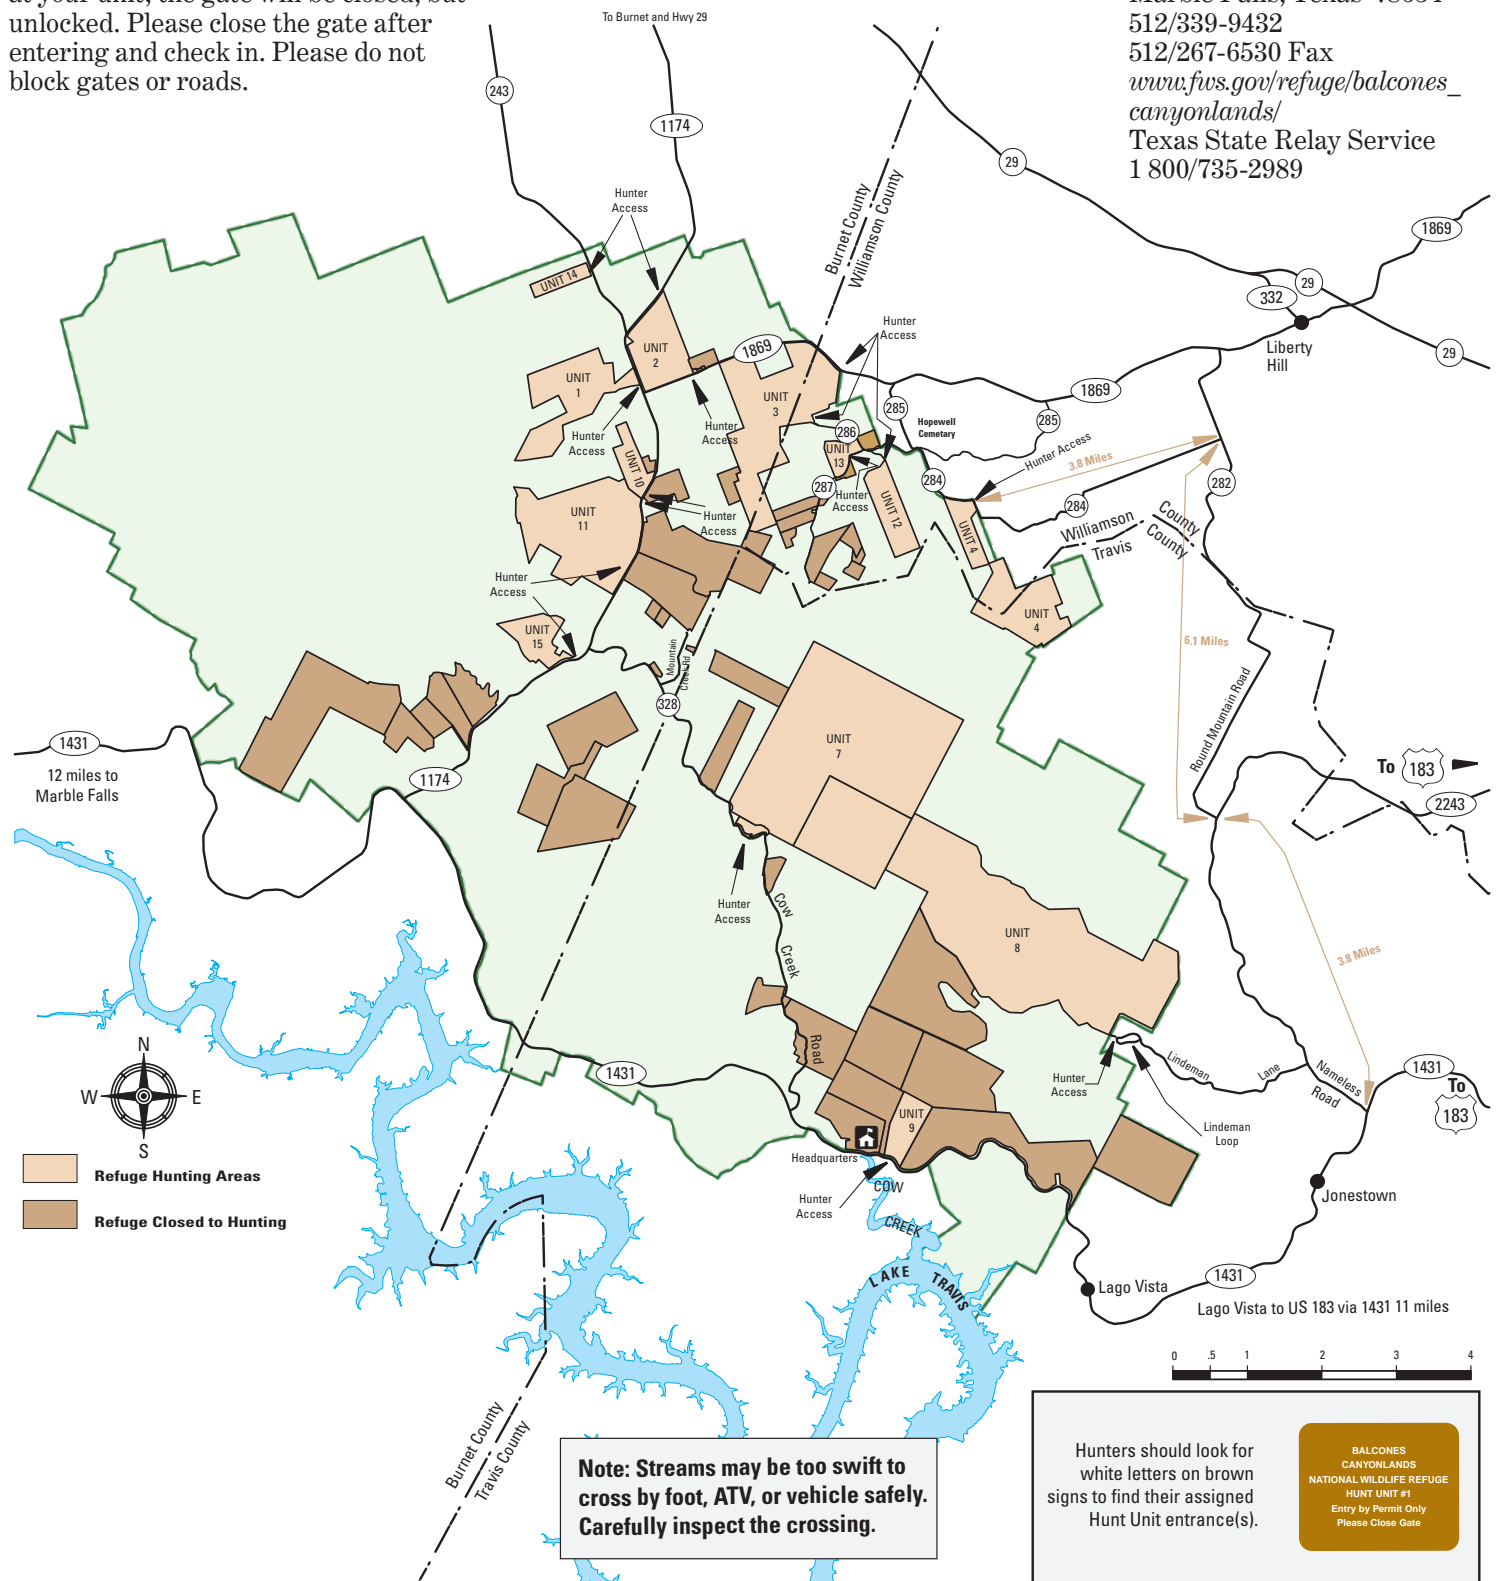 unlocked. Please close the gate after
entering and check in. Please do not
block gates or roads.
512/339-9432
512/267-6530 Fax
www.fws.gov/refuge/balcones_
canyonlands/
Texas State Relay Service
1 800/735-2989
To Burnet and Hwy 29
243
1174
29
1869
Burnet County
Williamson County
Hunter
Access
UNIT 14
29
332
Liberty
Hill
29
UNIT
2
1869
Hunter
Access
UNIT
1
UNIT
3
1869
285
285
Hopewell
Cemetary
286
Hunter
Access
Hunter
Access
UNIT 10
UNIT
13
287
Hunter
Access
UNIT 12
284
Hunter Access
3.8 Miles
282
284
UNIT
11
Hunter
Access
UNIT 4
Williamson County
Travis County
Hunter
Access
UNIT
15
UNIT
4
Mountain
Creek Rd
6.1 Miles
Round Mountain Road
328
1431
12 miles to
Marble Falls
1174
UNIT
7
To 183
2243
Hunter
Access
Cow
Creek
Road
UNIT
8
3.8 Miles
N
W E
S
1431
Hunter
Access
Lindeman
Lane
Nameless
Road
1431
To
183
Lindeman
Loop
UNIT
9
Headquarters
Hunter
Access
COW
CREEK
Refuge Hunting Areas
Refuge Closed to Hunting
Jonestown
LAKE TRAVIS
Lago Vista
1431
Lago Vista to US 183 via 1431 11 miles
0 .5 1 2 3 4
Burnet County
Travis County
Note: Streams may be too swift to
cross by foot, ATV, or vehicle safely.
Carefully inspect the crossing.
Hunters should look for
white letters on brown
signs to find their assigned
Hunt Unit entrance(s).
BALCONES
CANYONLANDS
NATIONAL WILDLIFE REFUGE
HUNT UNIT #1
Entry by Permit Only
Please Close Gate